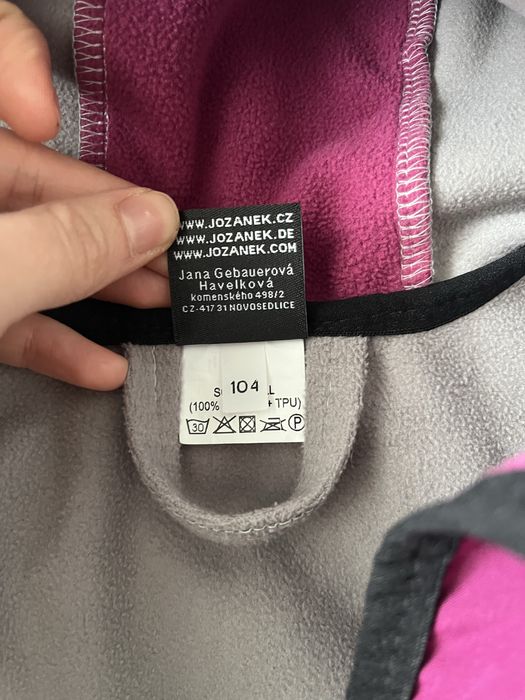 WWW.JOZANEK.CZ
WWW.JOZANEK.DE
WWW.JOZANEK.COM
Jana Gebauerová
Havelková
komenského 498/2
CZ-417 31 NOVOSEDLICE
104
(100% TPU)
30 P